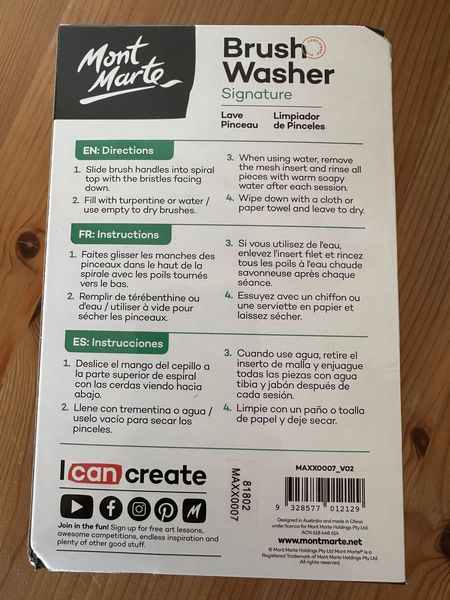 Mont
Marte
Brush
Washer
Signature
Lave
Pinceau
Limpiador
de Pinceles
EN: Directions
1. Slide brush handles into spiral
top with the bristles facing
down.
2. Fill with turpentine or water /
use empty to dry brushes.
3. When using water, remove
the mesh insert and rinse all
pieces with warm soapy
water after each session.
4. Wipe down with a cloth or
paper towel and leave to dry.
FR: Instructions
1. Faites glisser les manches des
pinceaux dans le haut de la
spirale avec les poils tournés
vers le bas.
2. Remplir de térébenthine ou
d'eau / utiliser à vide pour
sécher les pinceaux.
3. Si vous utilisez de l'eau,
enlevez l'insert filet et rincez
tous les poils à l'eau chaude
savonneuse après chaque
séance.
4. Essuyez avec un chiffon ou
une serviette en papier et
laissez sécher.
ES: Instrucciones
1. Deslice el mango del cepillo a
la parte superior de espiral
con las cerdas viendo hacia
abajo.
2. Llene con trementina o agua /
uselo vacío para secar los
pinceles.
3. Cuando use agua, retire el
inserto de malla y enjuague
todas las piezas con agua
tibia y jabón después de
cada sesión.
4. Limpie con un paño o toalla
de papel y deje secar.
I can create
Join in the fun! Sign up for free art lessons,
awesome competitions, endless inspiration and
plenty of other good stuff.
81802
MAXX0007
MAXX0007_V02
9 328577 012129
Designed in Australia and made in China
under licence for Mont Marte Holdings Pty Ltd
ACN 618 446 614
www.montmarte.net
© Mont Marte Holdings Pty Ltd Mont Marte® is a
Registered Trademark of Mont Marte Holdings Pty Ltd.
All rights reserved.